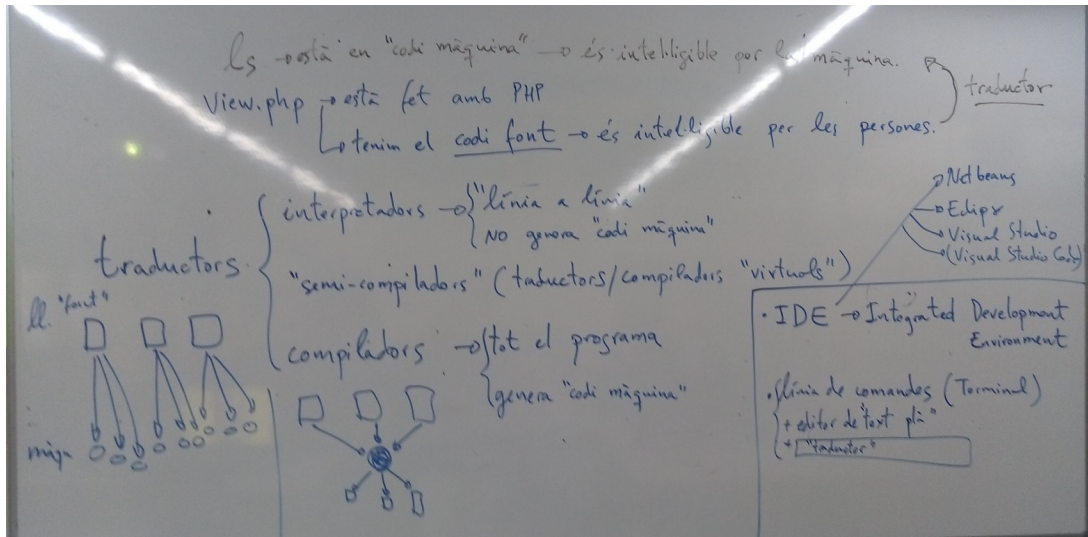 ls → està en "codi màquina" → és intel·ligible per la màquina.
traductor
View.php → està fet amb PHP
→ tenim el codi font → és intel·ligible per les persones.
Netbeans
Eclipse
Visual Studio
(Visual Studio Code)
traductors
interpretadors → "línia a línia"
NO genera "codi màquina"
"semi-compiladors" (traductors/compiladors "virtuals")
compiladors → tot el programa
genera "codi màquina"
ll. "font"
màqu
· IDE → Integrated Development
Environment
· línia de comandes (Terminal)
+ editor de "text plà"
+ "traductor"